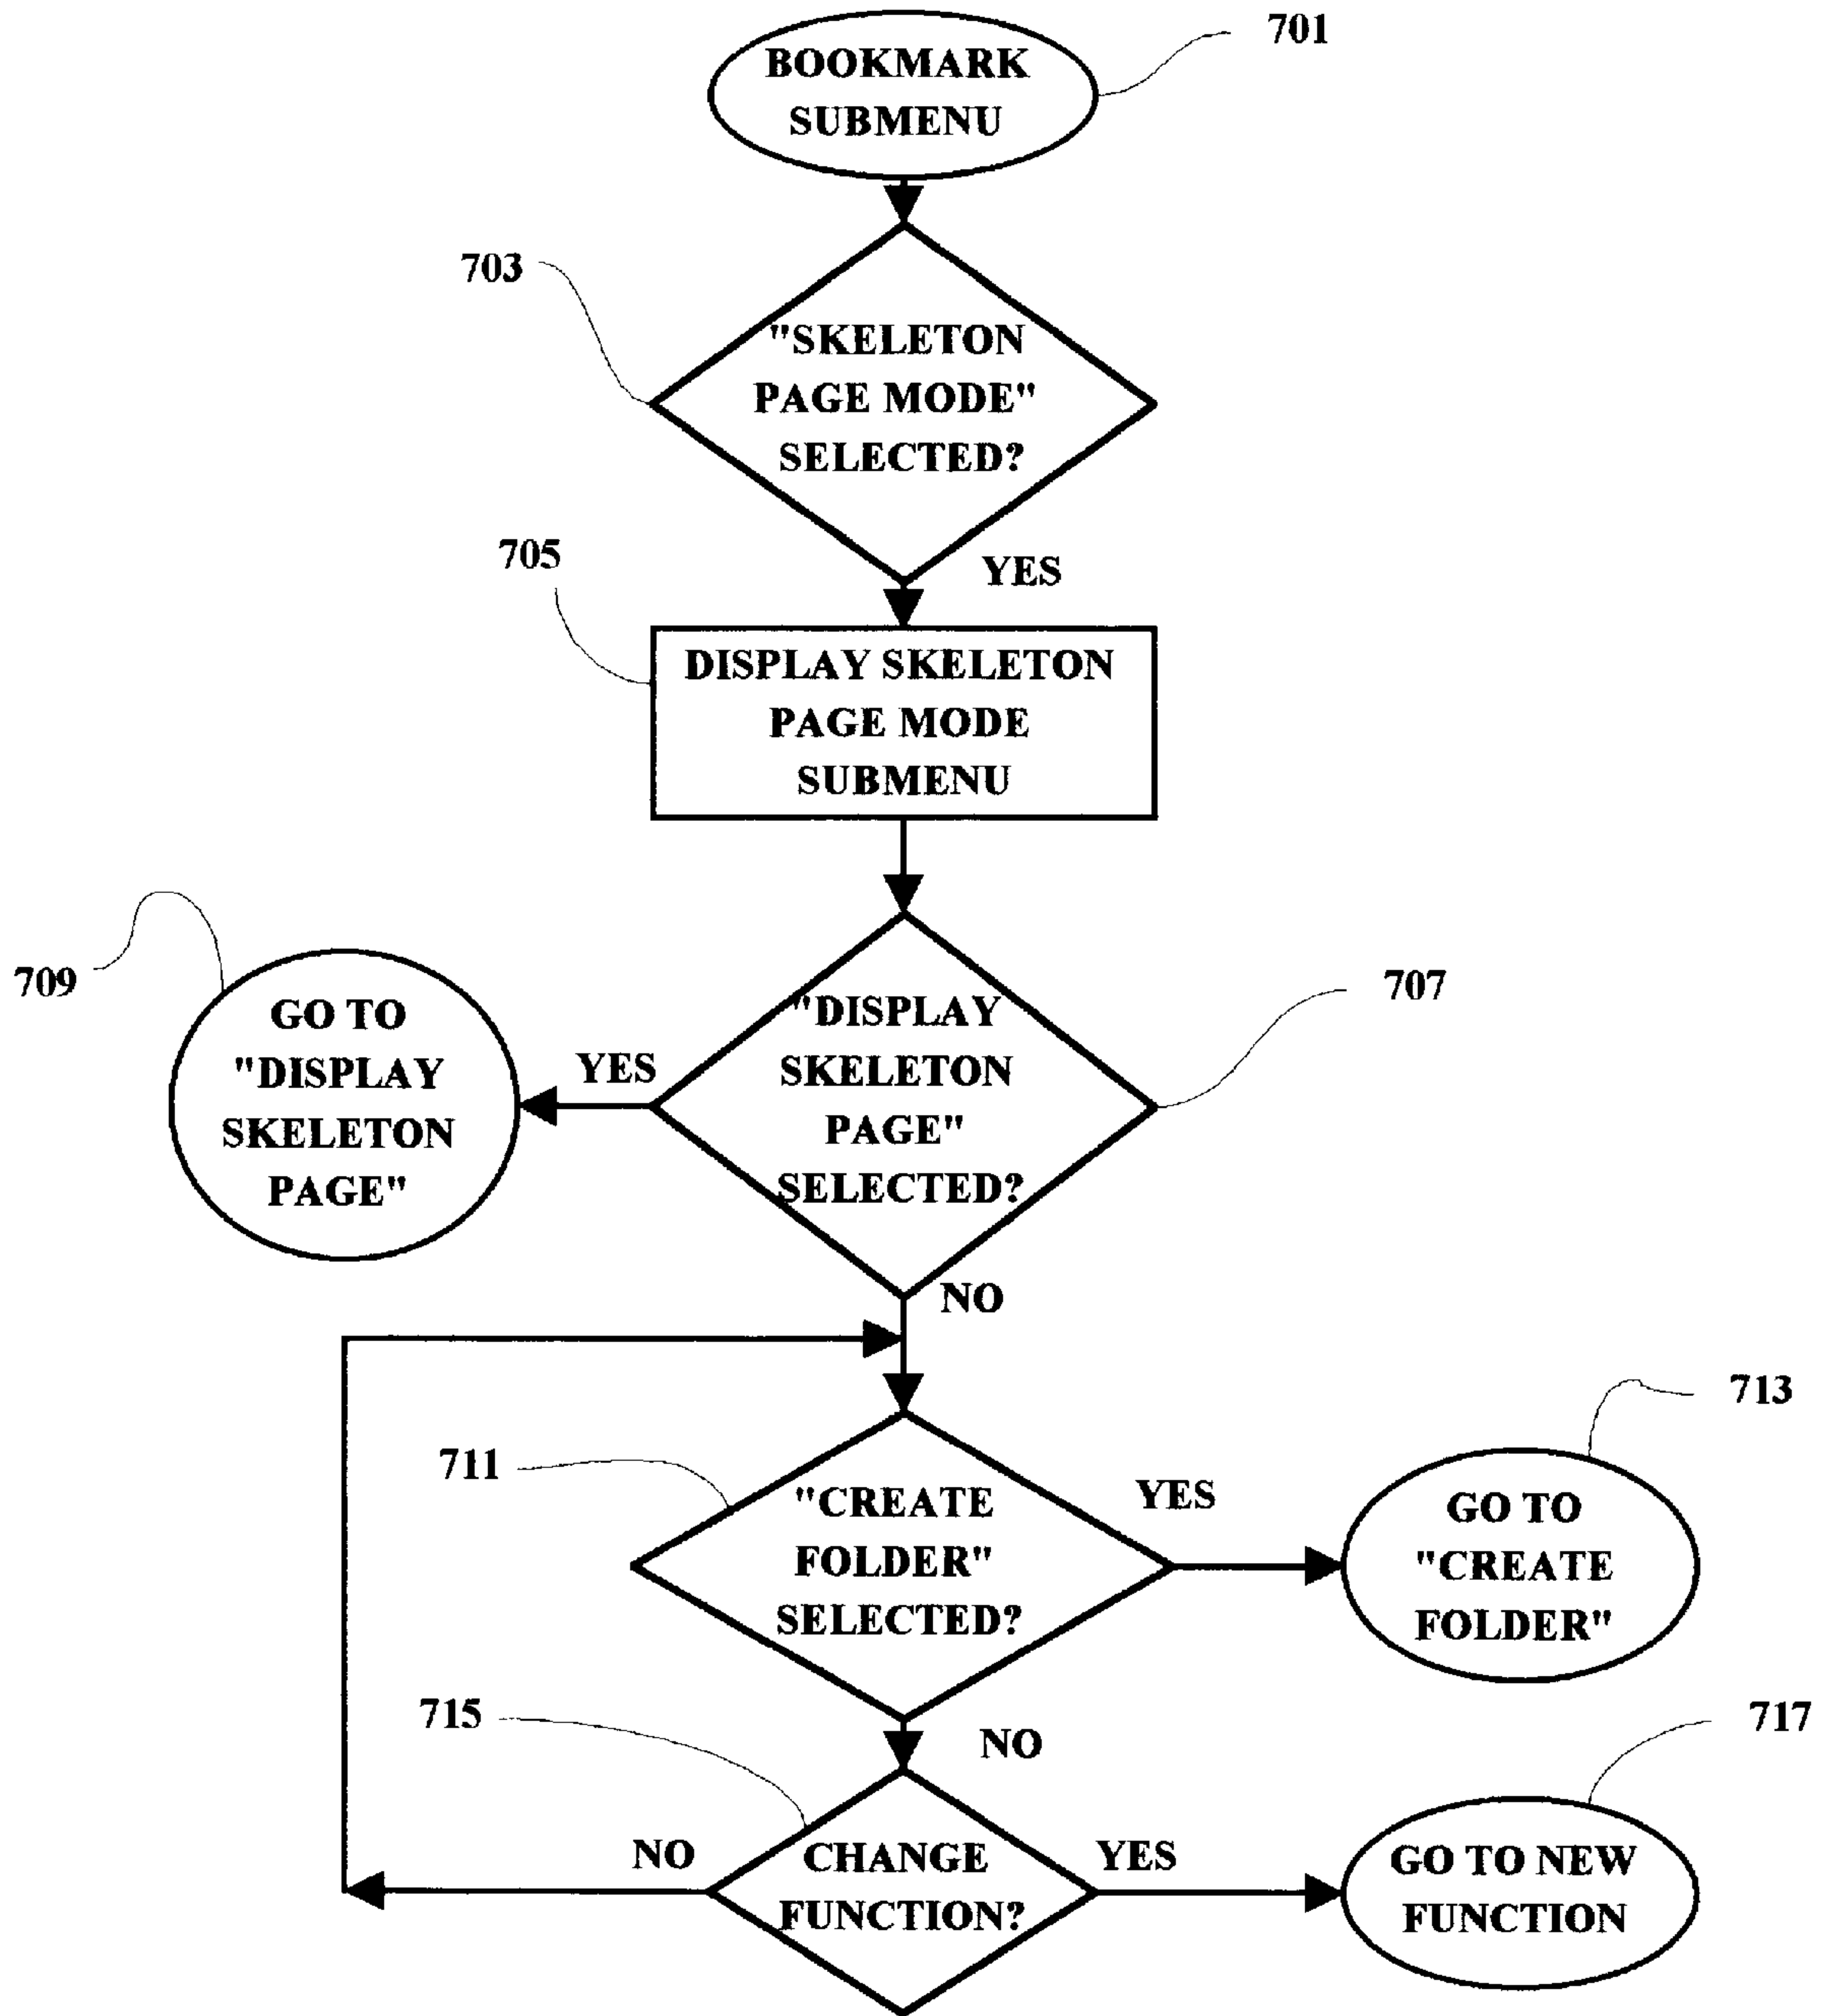 701
BOOKMARK
SUBMENU
703
"SKELETON
PAGE MODE"
SELECTED?
705
YES
DISPLAY SKELETON
PAGE MODE
SUBMENU
709
GO TO
"DISPLAY
SKELETON
PAGE"
YES
"DISPLAY
SKELETON
PAGE"
SELECTED?
707
NO
711
"CREATE
FOLDER"
SELECTED?
YES
713
GO TO
"CREATE
FOLDER"
715
NO
717
NO
CHANGE
FUNCTION?
YES
GO TO NEW
FUNCTION